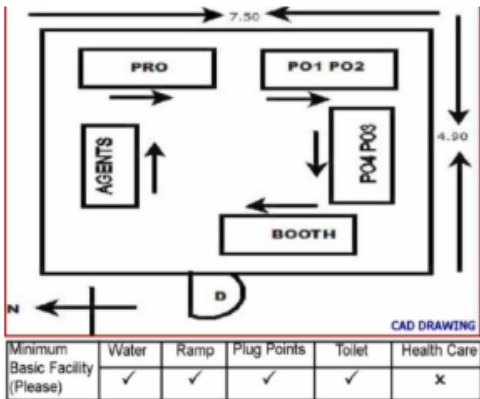 7.50
PRO
PO1 PO2
AGENTS
PO4 PO3
4.90
BOOTH
D
N
CAD DRAWING
Minimum Basic Facility (Please) Water Ramp Plug Points Toilet Health Care
✓ ✓ ✓ ✓ x